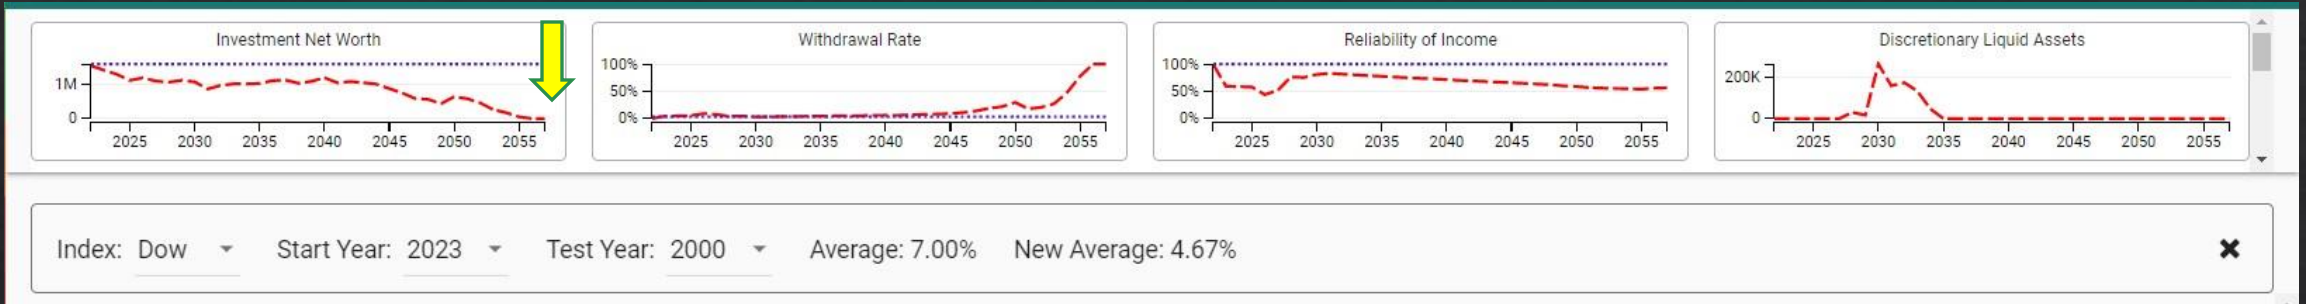 Investment Net Worth
1M
0
2025 2030 2035 2040 2045 2050 2055
Withdrawal Rate
100%
50%
0%
2025 2030 2035 2040 2045 2050 2055
Reliability of Income
100%
50%
0%
2025 2030 2035 2040 2045 2050 2055
Discretionary Liquid Assets
200K
0
2025 2030 2035 2040 2045 2050 2055
Index: Dow Start Year: 2023 Test Year: 2000 Average: 7.00% New Average: 4.67%